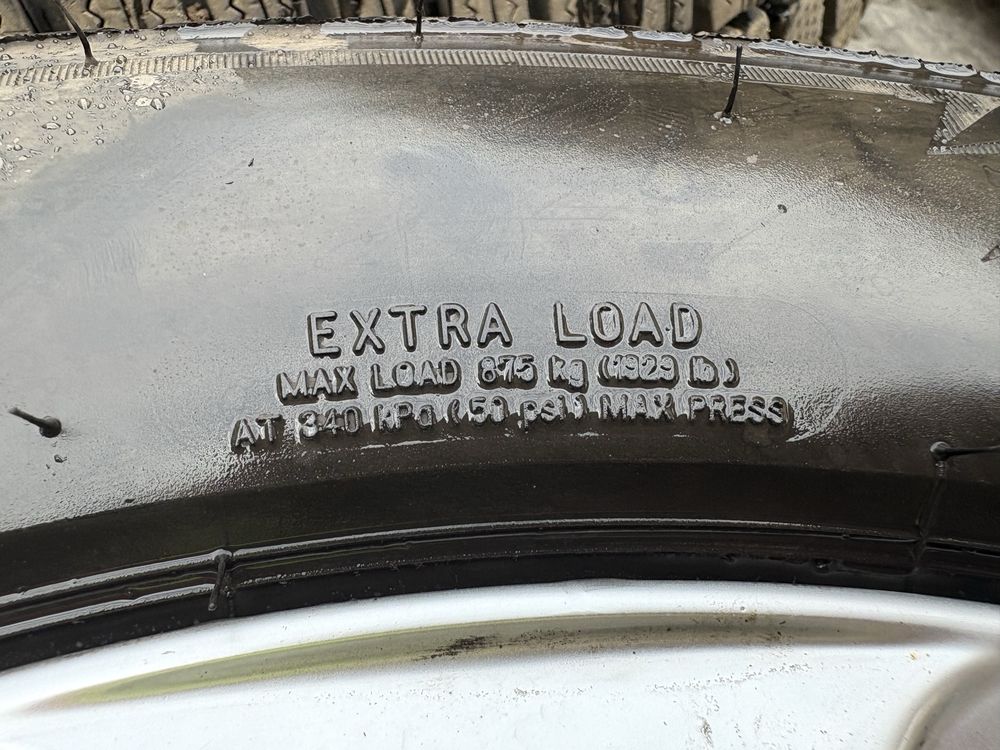 EXTRA LOAD
MAX LOAD 875 kg (1929 lb)
AT 340 kPa (50 psi) MAX PRESS